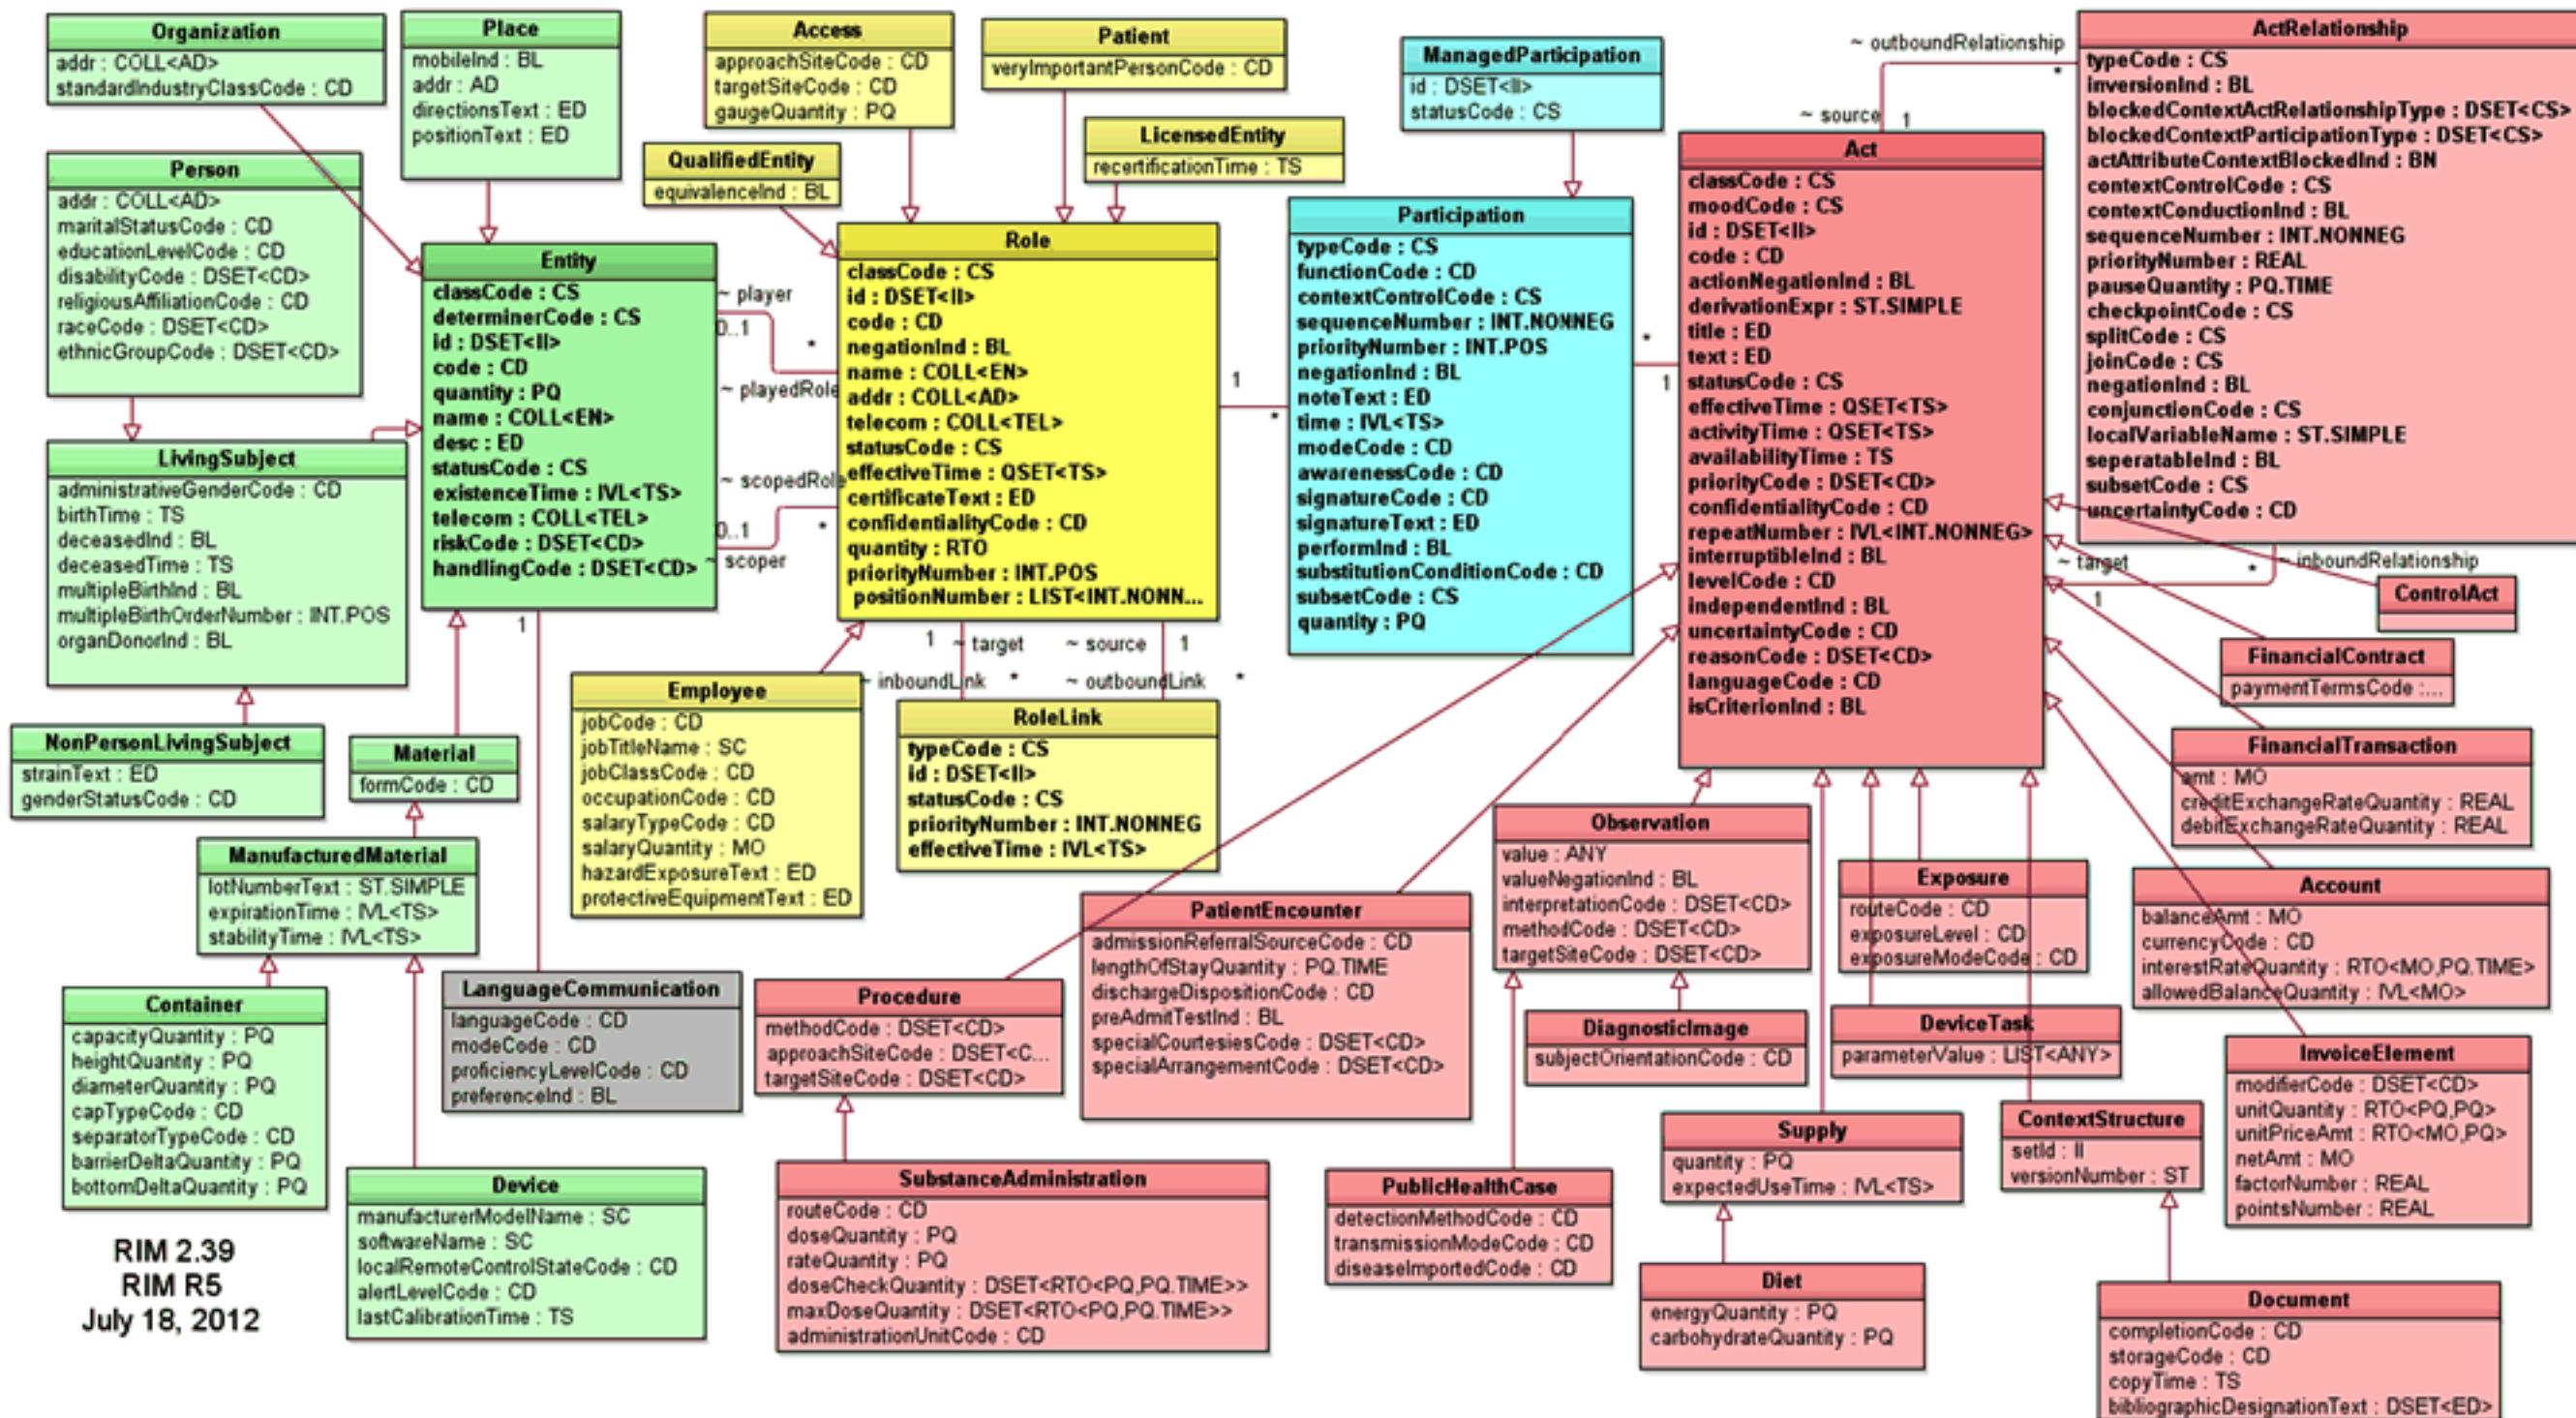 Organization
addr : COLL<AD>
standardIndustryClassCode : CD
Place
mobileInd : BL
addr : AD
directionsText : ED
positionText : ED
Access
approachSiteCode : CD
targetSiteCode : CD
gaugeQuantity : PQ
Patient
veryImportantPersonCode : CD
ManagedParticipation
id : DSET<II>
statusCode : CS
~ outboundRelationship
*
~ source
1
ActRelationship
typeCode : CS
inversionInd : BL
blockedContextActRelationshipType : DSET<CS>
blockedContextParticipationType : DSET<CS>
actAttributeContextBlockedInd : BN
contextControlCode : CS
contextConductionInd : BL
sequenceNumber : INT.NONNEG
priorityNumber : REAL
pauseQuantity : PQ.TIME
checkpointCode : CS
splitCode : CS
joinCode : CS
negationInd : BL
conjunctionCode : CS
localVariableName : ST.SIMPLE
seperatableInd : BL
subsetCode : CS
uncertaintyCode : CD
Person
addr : COLL<AD>
maritalStatusCode : CD
educationLevelCode : CD
disabilityCode : DSET<CD>
religiousAffiliationCode : CD
raceCode : DSET<CD>
ethnicGroupCode : DSET<CD>
QualifiedEntity
equivalenceInd : BL
LicensedEntity
recertificationTime : TS
Entity
classCode : CS
determinerCode : CS
id : DSET<II>
code : CD
quantity : PQ
name : COLL<EN>
desc : ED
statusCode : CS
existenceTime : IVL<TS>
telecom : COLL<TEL>
riskCode : DSET<CD>
handlingCode : DSET<CD>
~ player
0..1
*
~ playedRole
~ scopedRole
0..1
*
~ scoper
Role
classCode : CS
id : DSET<II>
code : CD
negationInd : BL
name : COLL<EN>
addr : COLL<AD>
telecom : COLL<TEL>
statusCode : CS
effectiveTime : QSET<TS>
certificateText : ED
confidentialityCode : CD
quantity : RTO
priorityNumber : INT.POS
positionNumber : LIST<INT.NONN...
1
*
Participation
typeCode : CS
functionCode : CD
contextControlCode : CS
sequenceNumber : INT.NONNEG
priorityNumber : INT.POS
negationInd : BL
noteText : ED
time : IVL<TS>
modeCode : CD
awarenessCode : CD
signatureCode : CD
signatureText : ED
performInd : BL
substitutionConditionCode : CD
subsetCode : CS
quantity : PQ
*
1
Act
classCode : CS
moodCode : CS
id : DSET<II>
code : CD
actionNegationInd : BL
derivationExpr : ST.SIMPLE
title : ED
text : ED
statusCode : CS
effectiveTime : QSET<TS>
activityTime : QSET<TS>
availabilityTime : TS
priorityCode : DSET<CD>
confidentialityCode : CD
repeatNumber : IVL<INT.NONNEG>
interruptibleInd : BL
levelCode : CD
independentInd : BL
uncertaintyCode : CD
reasonCode : DSET<CD>
languageCode : CD
isCriterionInd : BL
~ target
1
*
~ inboundRelationship
ControlAct
FinancialContract
paymentTermsCode :...
FinancialTransaction
amt : MO
creditExchangeRateQuantity : REAL
debitExchangeRateQuantity : REAL
LivingSubject
administrativeGenderCode : CD
birthTime : TS
deceasedInd : BL
deceasedTime : TS
multipleBirthInd : BL
multipleBirthOrderNumber : INT.POS
organDonorInd : BL
1
1
~ target
~ source
1
~ inboundLink
*
~ outboundLink
*
NonPersonLivingSubject
strainText : ED
genderStatusCode : CD
Material
formCode : CD
Employee
jobCode : CD
jobTitleName : SC
jobClassCode : CD
occupationCode : CD
salaryTypeCode : CD
salaryQuantity : MO
hazardExposureText : ED
protectiveEquipmentText : ED
RoleLink
typeCode : CS
id : DSET<II>
statusCode : CS
priorityNumber : INT.NONNEG
effectiveTime : IVL<TS>
ManufacturedMaterial
lotNumberText : ST.SIMPLE
expirationTime : IVL<TS>
stabilityTime : IVL<TS>
Observation
value : ANY
valueNegationInd : BL
interpretationCode : DSET<CD>
methodCode : DSET<CD>
targetSiteCode : DSET<CD>
Exposure
routeCode : CD
exposureLevel : CD
exposureModeCode : CD
Account
balanceAmt : MO
currencyCode : CD
interestRateQuantity : RTO<MO,PQ.TIME>
allowedBalanceQuantity : IVL<MO>
PatientEncounter
admissionReferralSourceCode : CD
lengthOfStayQuantity : PQ.TIME
dischargeDispositionCode : CD
preAdmitTestInd : BL
specialCourtesiesCode : DSET<CD>
specialArrangementCode : DSET<CD>
Container
capacityQuantity : PQ
heightQuantity : PQ
diameterQuantity : PQ
capTypeCode : CD
separatorTypeCode : CD
barrierDeltaQuantity : PQ
bottomDeltaQuantity : PQ
LanguageCommunication
languageCode : CD
modeCode : CD
proficiencyLevelCode : CD
preferenceInd : BL
Procedure
methodCode : DSET<CD>
approachSiteCode : DSET<C...
targetSiteCode : DSET<CD>
DiagnosticImage
subjectOrientationCode : CD
DeviceTask
parameterValue : LIST<ANY>
InvoiceElement
modifierCode : DSET<CD>
unitQuantity : RTO<PQ,PQ>
unitPriceAmt : RTO<MO,PQ>
netAmt : MO
factorNumber : REAL
pointsNumber : REAL
Device
manufacturerModelName : SC
softwareName : SC
localRemoteControlStateCode : CD
alertLevelCode : CD
lastCalibrationTime : TS
SubstanceAdministration
routeCode : CD
doseQuantity : PQ
rateQuantity : PQ
doseCheckQuantity : DSET<RTO<PQ,PQ.TIME>>
maxDoseQuantity : DSET<RTO<PQ,PQ.TIME>>
administrationUnitCode : CD
PublicHealthCase
detectionMethodCode : CD
transmissionModeCode : CD
diseaseImportedCode : CD
Supply
quantity : PQ
expectedUseTime : IVL<TS>
ContextStructure
setId : II
versionNumber : ST
Diet
energyQuantity : PQ
carbohydrateQuantity : PQ
Document
completionCode : CD
storageCode : CD
copyTime : TS
bibliographicDesignationText : DSET<ED>
RIM 2.39
RIM R5
July 18, 2012